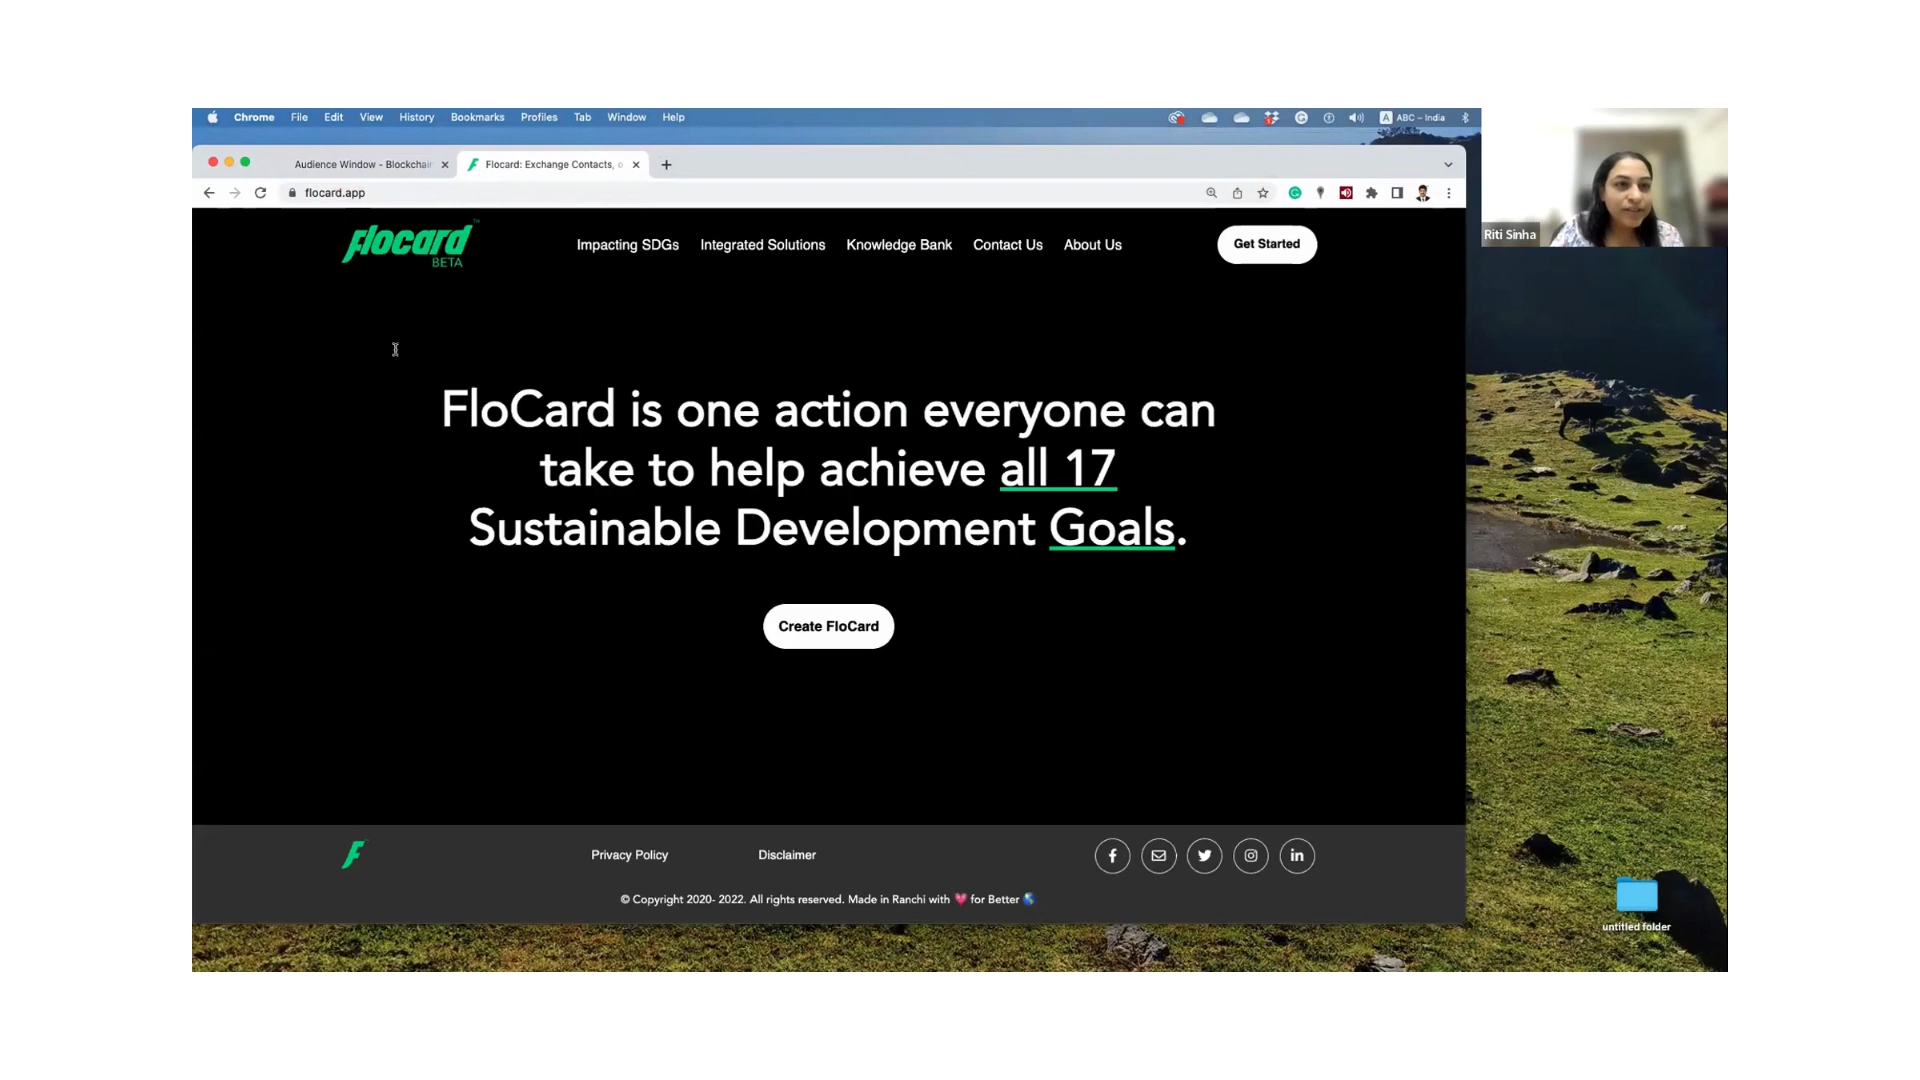 Chrome File Edit View History Bookmarks Profiles Tab Window Help
A ABC – India
Audience Window - Blockchain
Flocard: Exchange Contacts, o
flocard.app
Flocard™
BETA
Impacting SDGs
Integrated Solutions
Knowledge Bank
Contact Us
About Us
Get Started
Riti Sinha
FloCard is one action everyone can
take to help achieve all 17
Sustainable Development Goals.
Create FloCard
F
Privacy Policy
Disclaimer
© Copyright 2020- 2022. All rights reserved. Made in Ranchi with 💗 for Better 🌎
untitled folder